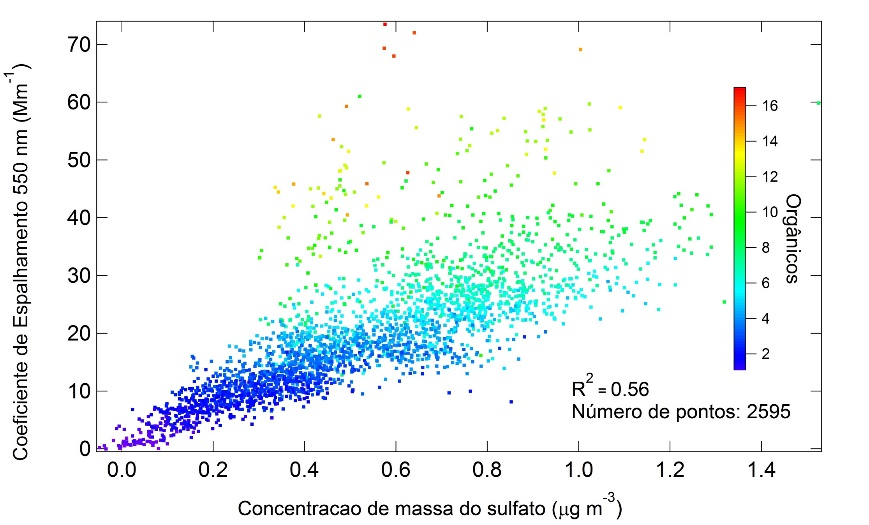 70
60
50
40
30
20
10
0
Coeficiente de Espalhamento 550 nm (Mm⁻¹)
0.0 0.2 0.4 0.6 0.8 1.0 1.2 1.4
Concentracao de massa do sulfato (μg m⁻³)
R² = 0.56
Número de pontos: 2595
16
14
12
10
8
6
4
2
Orgânicos